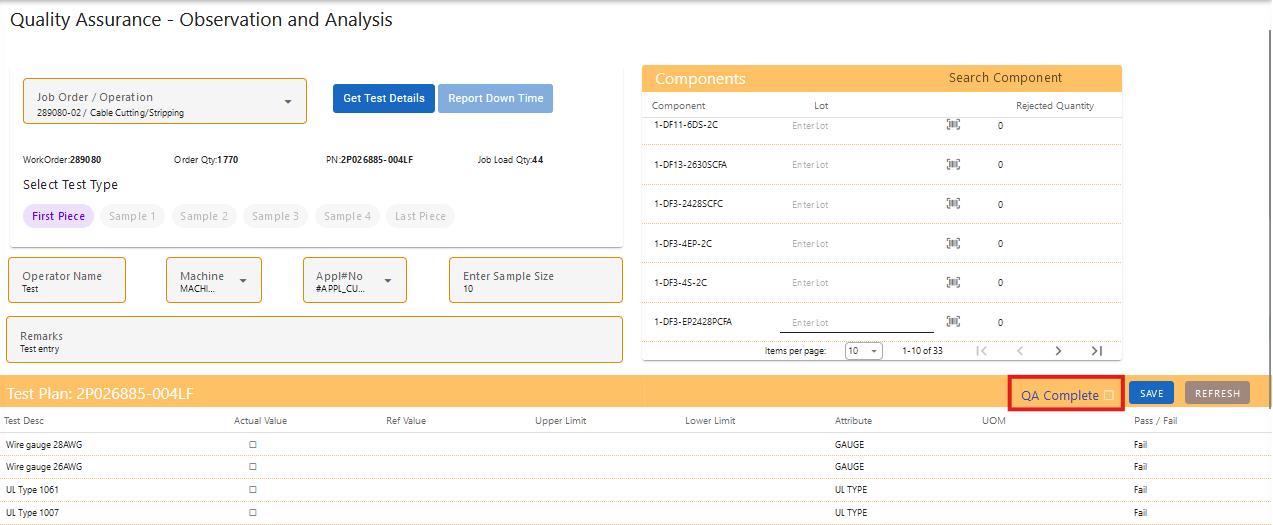 Quality Assurance - Observation and Analysis
Job Order / Operation
289080-02 / Cable Cutting/Stripping
Get Test Details
Report Down Time
WorkOrder:289080 Order Qty:1770 PN:2P026885-004LF Job Load Qty:44
Select Test Type
First Piece Sample 1 Sample 2 Sample 3 Sample 4 Last Piece
Operator Name
Test
Machine
MACHI...
Appl#No
#APPL_CU...
Enter Sample Size
10
Remarks
Test entry
Components Search Component
Component Lot Rejected Quantity
1-DF11-6DS-2C Enter Lot 0
1-DF13-2630SCFA Enter Lot 0
1-DF3-2428SCFC Enter Lot 0
1-DF3-4EP-2C Enter Lot 0
1-DF3-4S-2C Enter Lot 0
1-DF3-EP2428PCFA Enter Lot 0
Items per page: 10 1-10 of 33
Test Plan: 2P026885-004LF QA Complete SAVE REFRESH
Test Desc Actual Value Ref Value Upper Limit Lower Limit Attribute UOM Pass / Fail
Wire gauge 28AWG GAUGE Fail
Wire gauge 26AWG GAUGE Fail
UL Type 1061 UL TYPE Fail
UL Type 1007 UL TYPE Fail